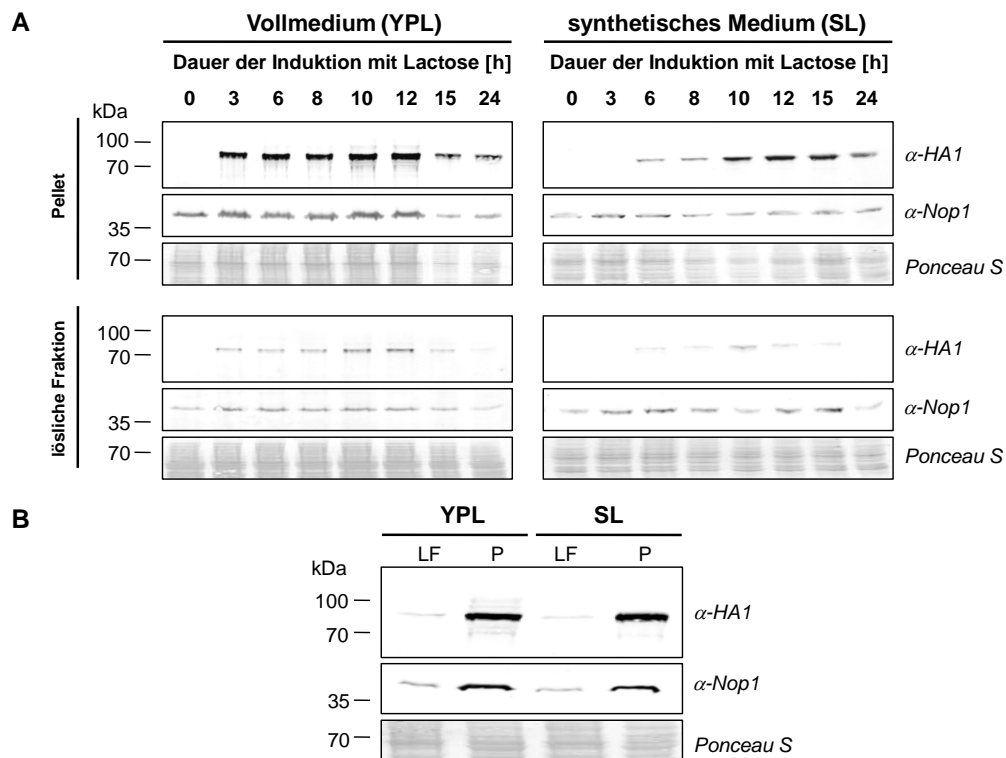 A
Vollmedium (YPL) synthetisches Medium (SL)
Dauer der Induktion mit Lactose [h] Dauer der Induktion mit Lactose [h]
0 3 6 8 10 12 15 24 0 3 6 8 10 12 15 24
kDa
100
70
α-HA1
Pellet
35
α-Nop1
70
Ponceau S
100
70
α-HA1
lösliche Fraktion
35
α-Nop1
70
Ponceau S
B
YPL SL
LF P LF P
kDa
100
70
α-HA1
35
α-Nop1
70
Ponceau S